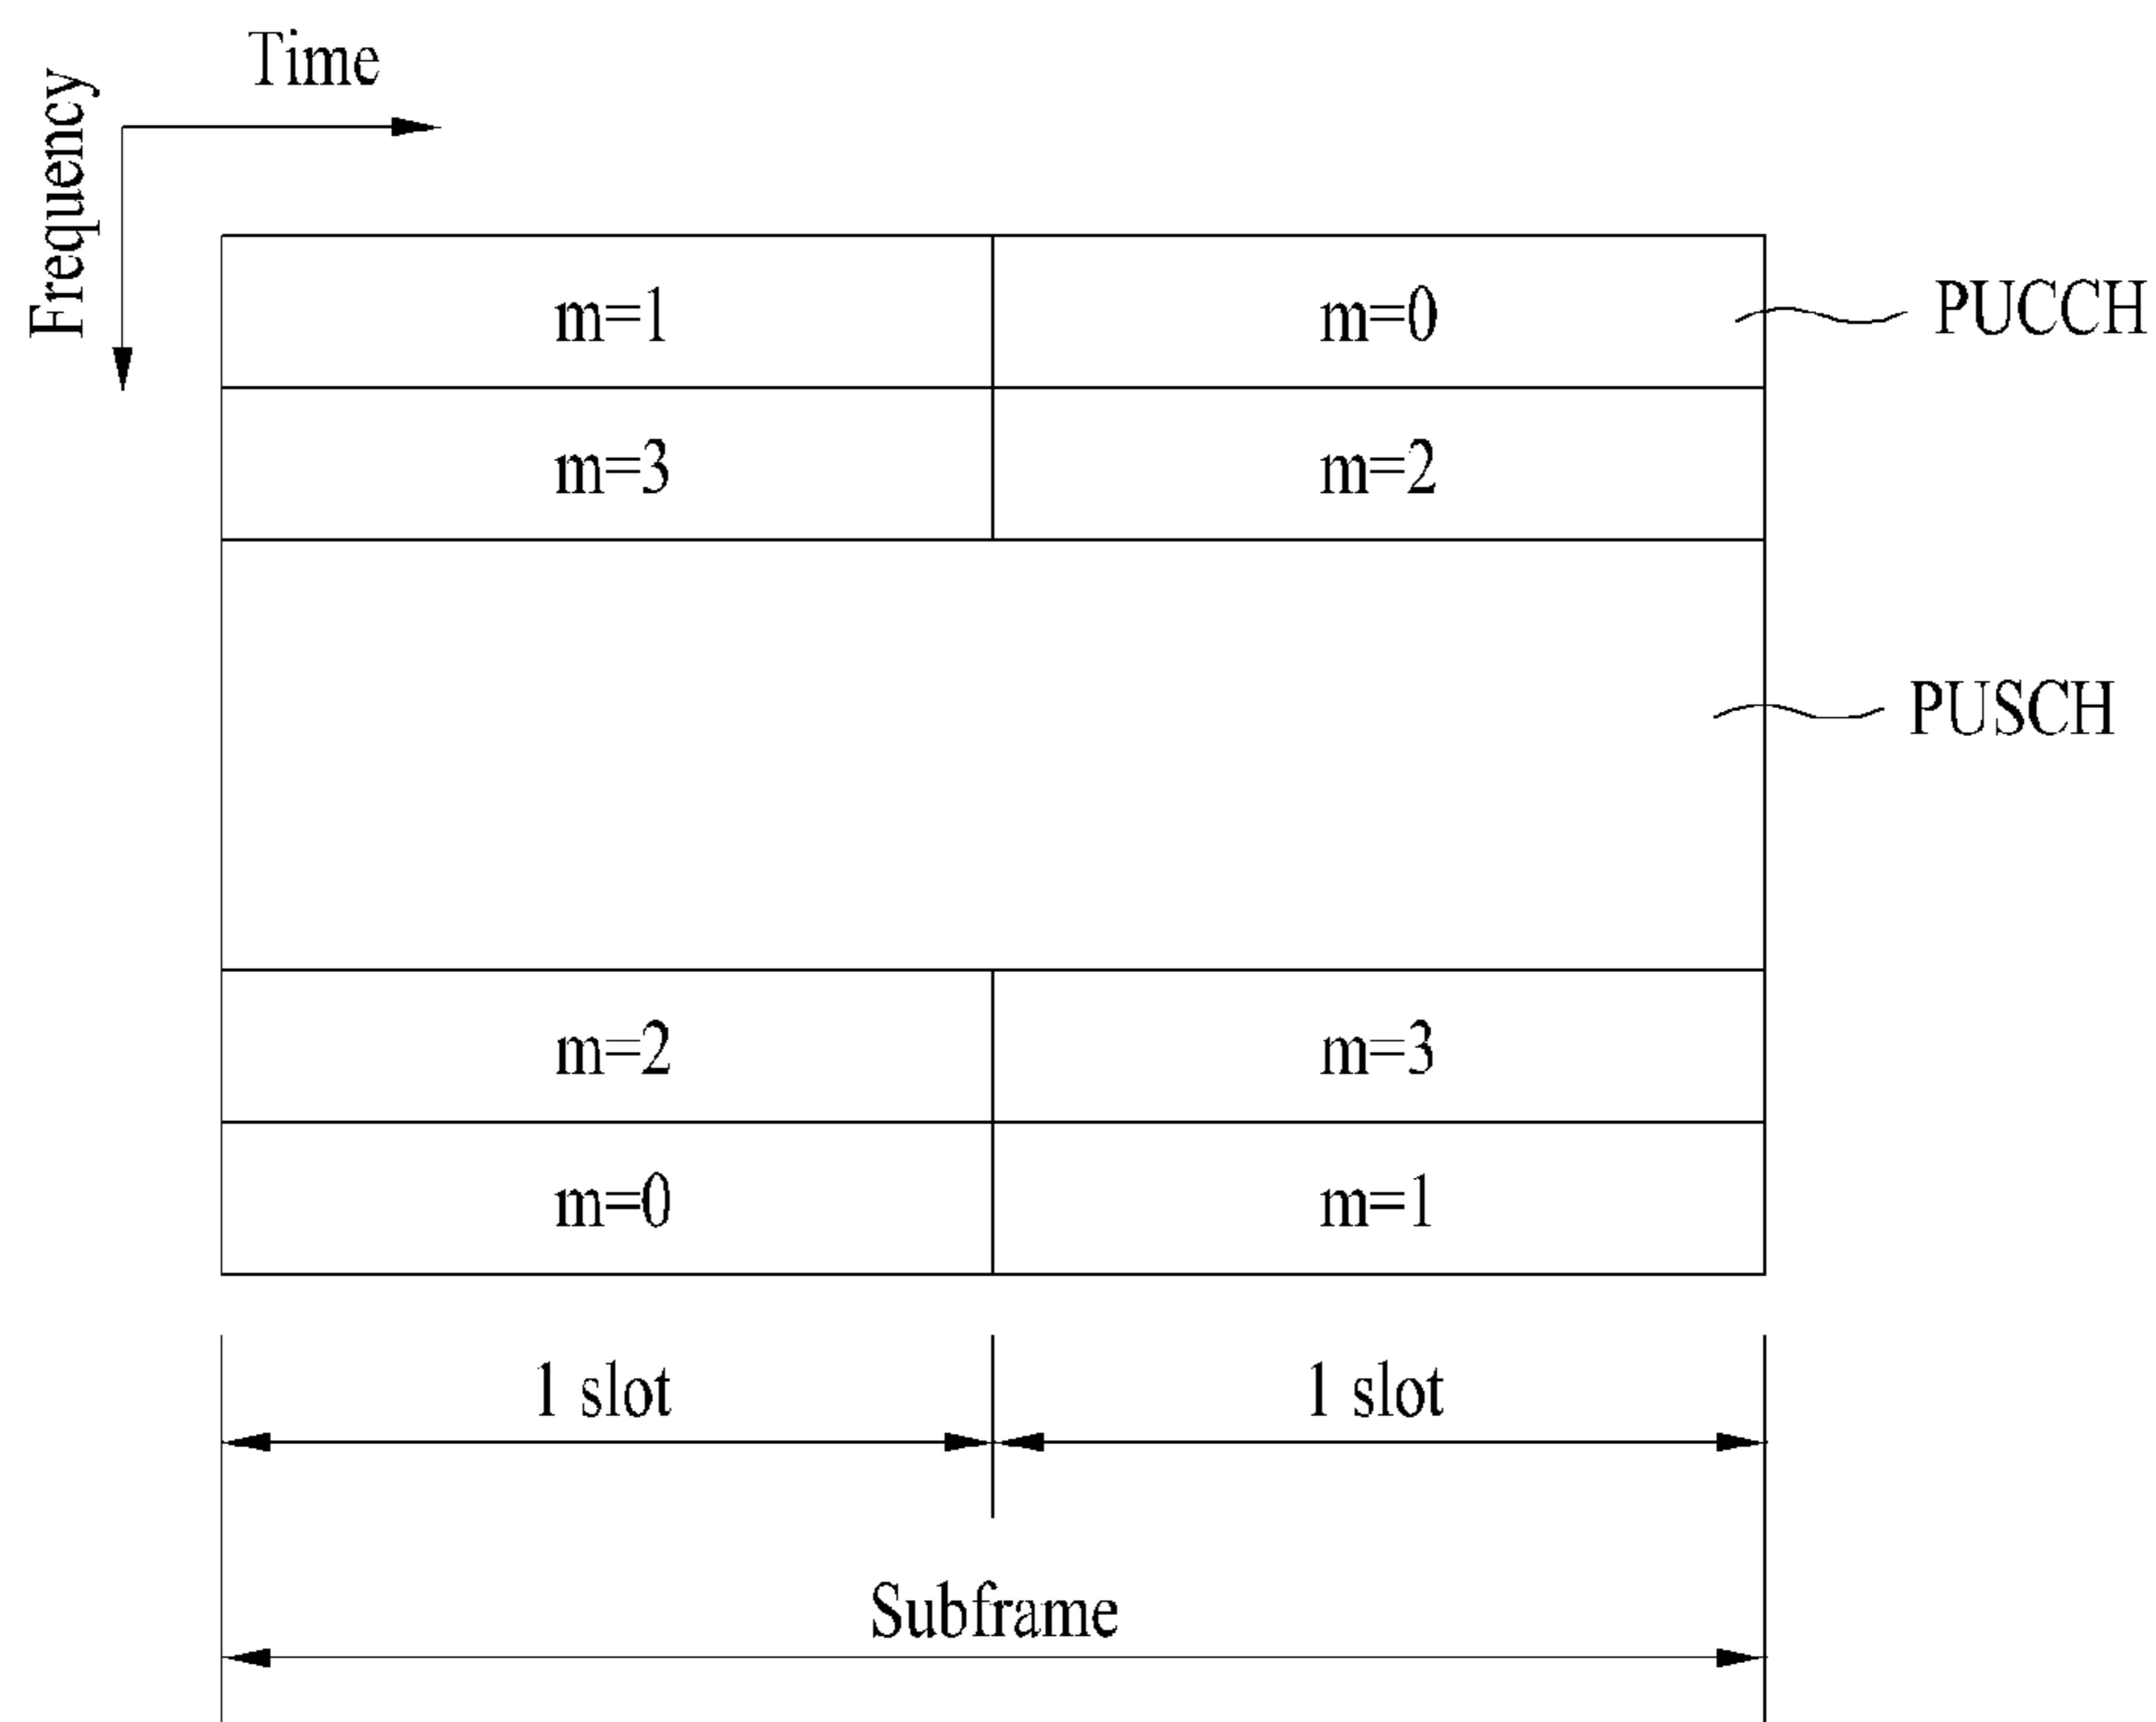 Time
Frequency
m=1 m=0 PUCCH
m=3 m=2
PUSCH
m=2 m=3
m=0 m=1
1 slot 1 slot
Subframe